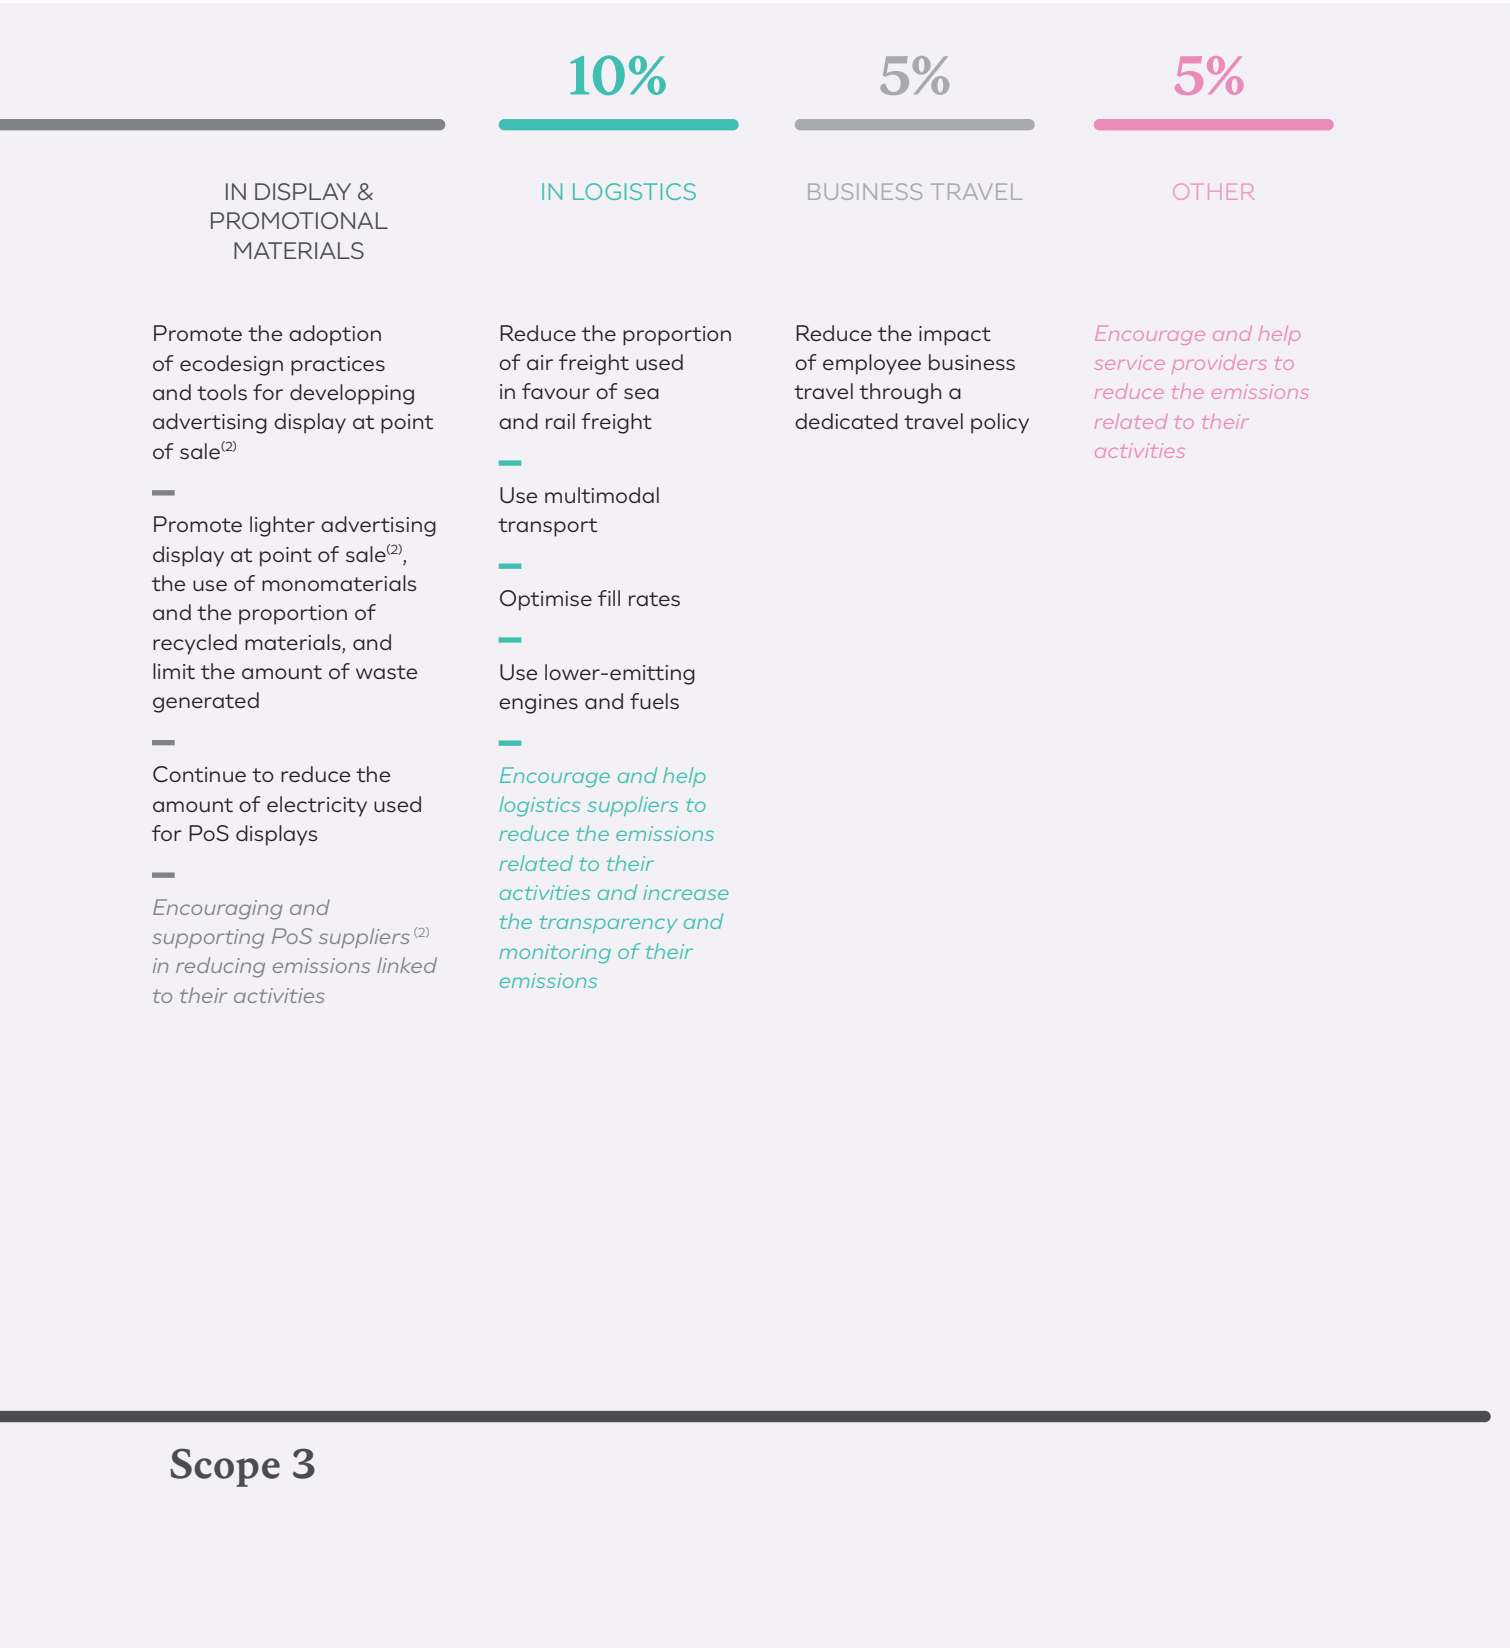 10%
5%
5%
IN DISPLAY &
PROMOTIONAL
MATERIALS
IN LOGISTICS
BUSINESS TRAVEL
OTHER
Promote the adoption
of ecodesign practices
and tools for developping
advertising display at point
of sale(2)
Promote lighter advertising
display at point of sale(2),
the use of monomaterials
and the proportion of
recycled materials, and
limit the amount of waste
generated
Continue to reduce the
amount of electricity used
for PoS displays
Encouraging and
supporting PoS suppliers (2)
in reducing emissions linked
to their activities
Reduce the proportion
of air freight used
in favour of sea
and rail freight
Use multimodal
transport
Optimise fill rates
Use lower-emitting
engines and fuels
Encourage and help
logistics suppliers to
reduce the emissions
related to their
activities and increase
the transparency and
monitoring of their
emissions
Reduce the impact
of employee business
travel through a
dedicated travel policy
Encourage and help
service providers to
reduce the emissions
related to their
activities
Scope 3